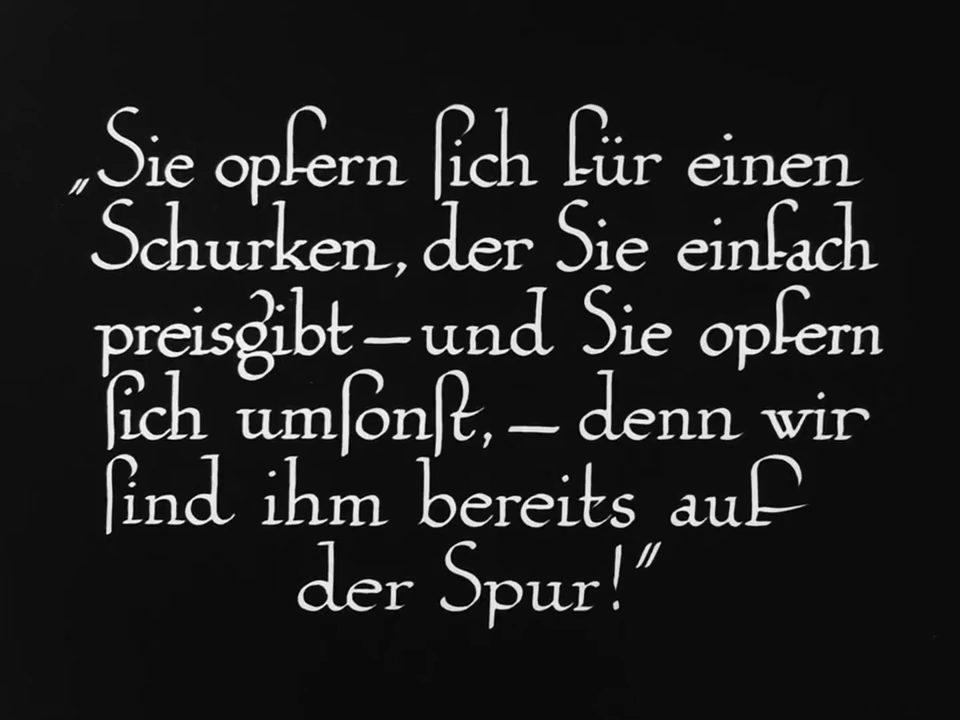 „Sie opfern ſich für einen
Schurken, der Sie einfach
preisgibt — und Sie opfern
ſich umſonſt, — denn wir
ſind ihm bereits auf
der Spur!”